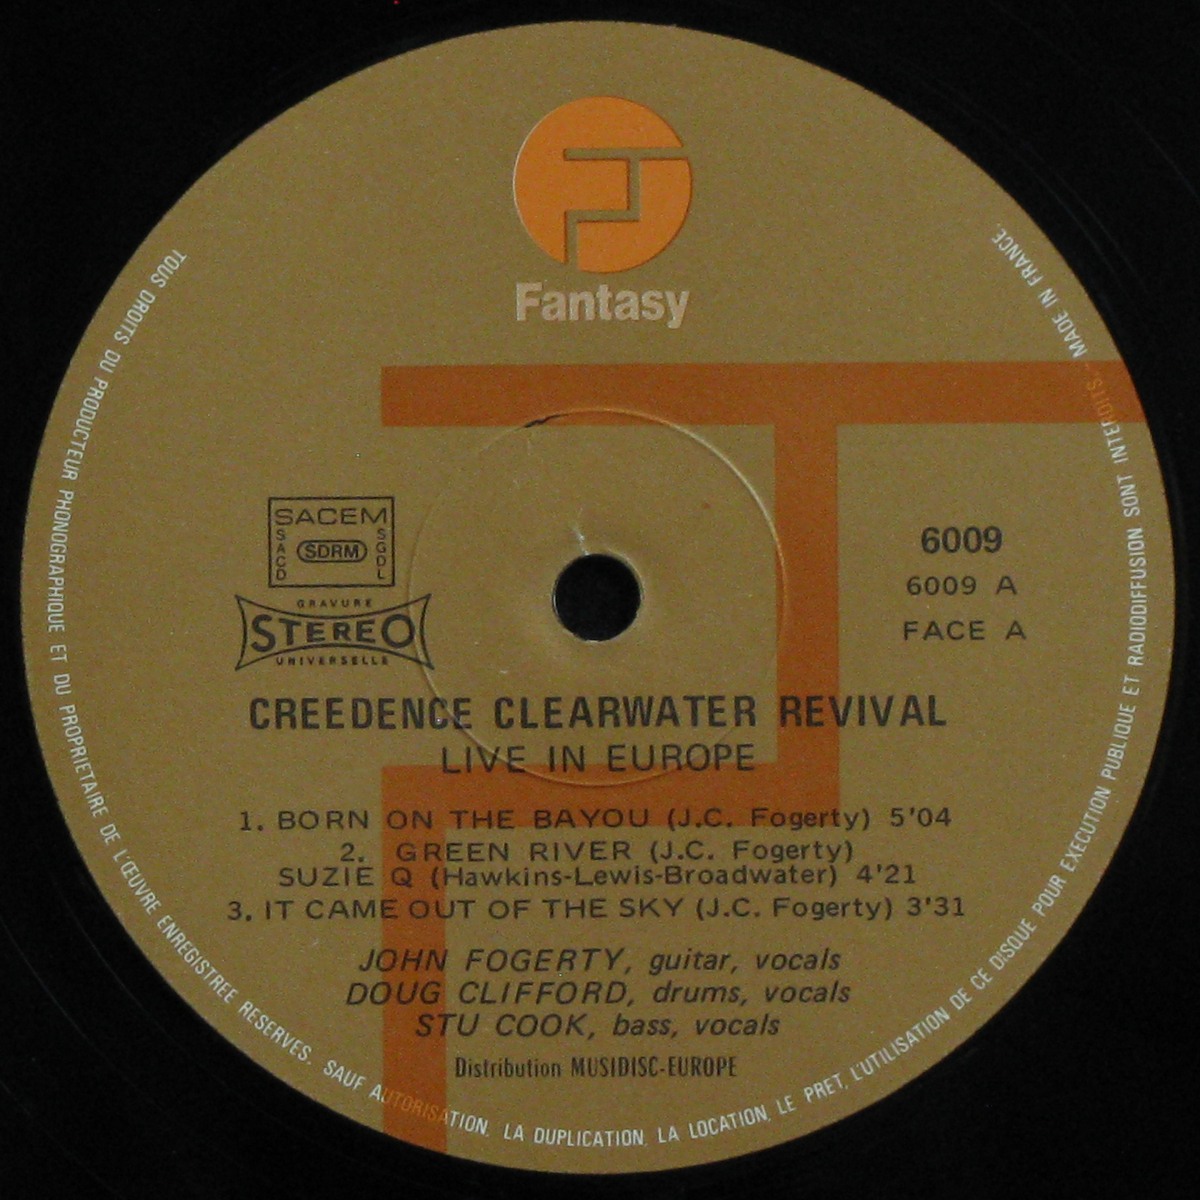 Fantasy
TOUS DROITS DU PRODUCTEUR PHONOGRAPHIQUE ET DU PROPRIETAIRE DE L'ŒUVRE ENREGISTREE RESERVES. SAUF AUTORISATION, LA DUPLICATION, LA LOCATION, LE PRET, L'UTILISATION DE CE DISQUE POUR EXECUTION PUBLIQUE ET RADIODIFFUSION SONT INTERDITS. MADE IN FRANCE.
SACEM
SACD
SDRM
SGDL
GRAVURE
STEREO
UNIVERSELLE
6009
6009 A
FACE A
CREEDENCE CLEARWATER REVIVAL
LIVE IN EUROPE
1. BORN ON THE BAYOU (J.C. Fogerty) 5'04
2. GREEN RIVER (J.C. Fogerty)
SUZIE Q (Hawkins-Lewis-Broadwater) 4'21
3. IT CAME OUT OF THE SKY (J.C. Fogerty) 3'31
JOHN FOGERTY, guitar, vocals
DOUG CLIFFORD, drums, vocals
STU COOK, bass, vocals
Distribution MUSIDISC-EUROPE